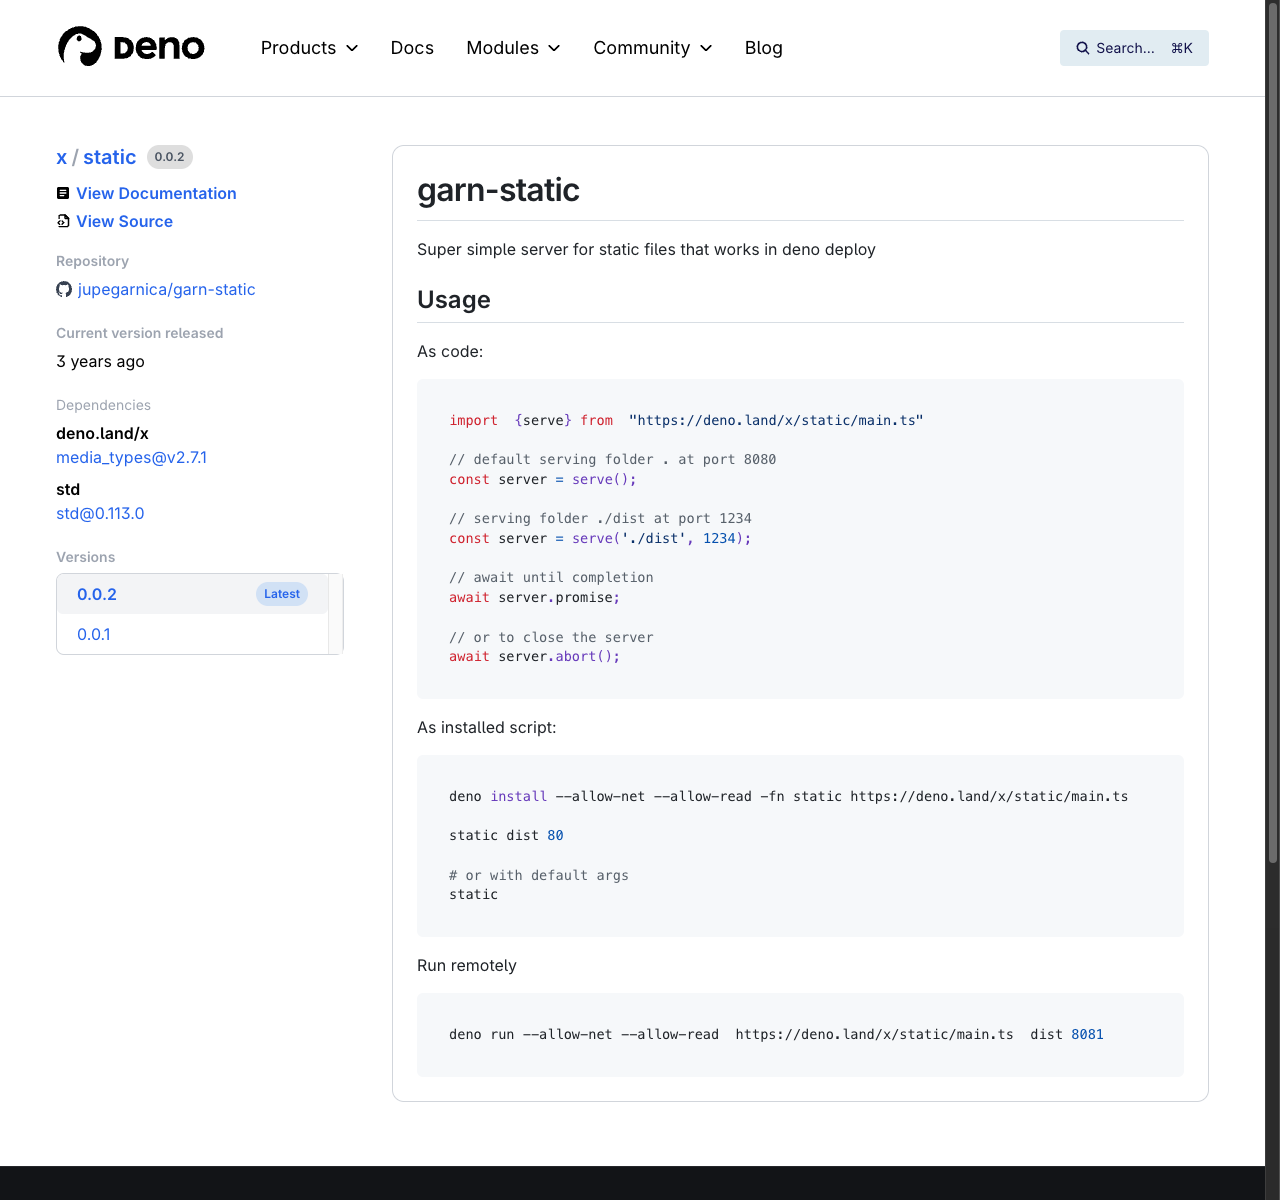 DENO
Products
Docs
Modules
Community
Blog
Search... ⌘K
x / static 0.0.2
View Documentation
View Source
Repository
jupegarnica/garn-static
Current version released
3 years ago
Dependencies
deno.land/x
media_types@v2.7.1
std
std@0.113.0
Versions
0.0.2 Latest
0.0.1
garn-static
Super simple server for static files that works in deno deploy
Usage
As code:
import  {serve} from  "https://deno.land/x/static/main.ts"
// default serving folder . at port 8080
const server = serve();
// serving folder ./dist at port 1234
const server = serve('./dist', 1234);
// await until completion
await server.promise;
// or to close the server
await server.abort();
As installed script:
deno install --allow-net --allow-read -fn static https://deno.land/x/static/main.ts
static dist 80
# or with default args
static
Run remotely
deno run --allow-net --allow-read  https://deno.land/x/static/main.ts  dist 8081